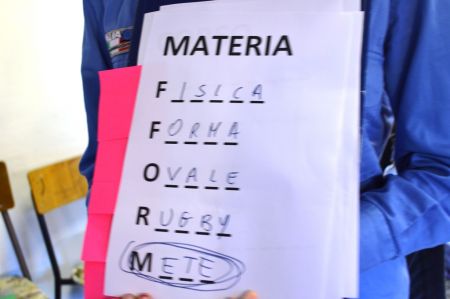 MATERIA
FISICA
FORMA
OVALE
RUGBY
METE